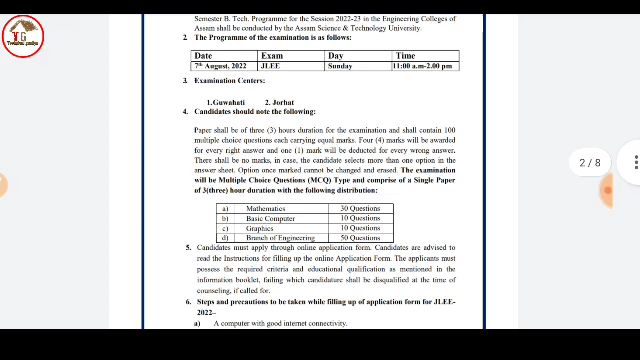 Semester B. Tech. Programme for the Session 2022-23 in the Engineering Colleges of
Assam shall be conducted by the Assam Science & Technology University.
2. The Programme of the examination is as follows:
Date Exam Day Time
7th August, 2022 JLEE Sunday 11:00 a.m-2.00 pm
3. Examination Centers:
1.Guwahati 2. Jorhat
4. Candidates should note the following:
Paper shall be of three (3) hours duration for the examination and shall contain 100
multiple choice questions each carrying equal marks. Four (4) marks will be awarded
for every right answer and one (1) mark will be deducted for every wrong answer.
There shall be no marks, in case, the candidate selects more than one option in the
answer sheet. Option once marked cannot be changed and erased. The examination
will be Multiple Choice Questions (MCQ) Type and comprise of a Single Paper
of 3(three) hour duration with the following distribution:
a) Mathematics 30 Questions
b) Basic Computer 10 Questions
c) Graphics 10 Questions
d) Branch of Engineering 50 Questions
5. Candidates must apply through online application form. Candidates are advised to
read the Instructions for filling up the online Application Form. The applicants must
possess the required criteria and educational qualification as mentioned in the
information booklet, failing which candidature shall be disqualified at the time of
counseling, if called for.
6. Steps and precautions to be taken while filling up of application form for JLEE-
2022–
a) A computer with good internet connectivity.
2 / 8